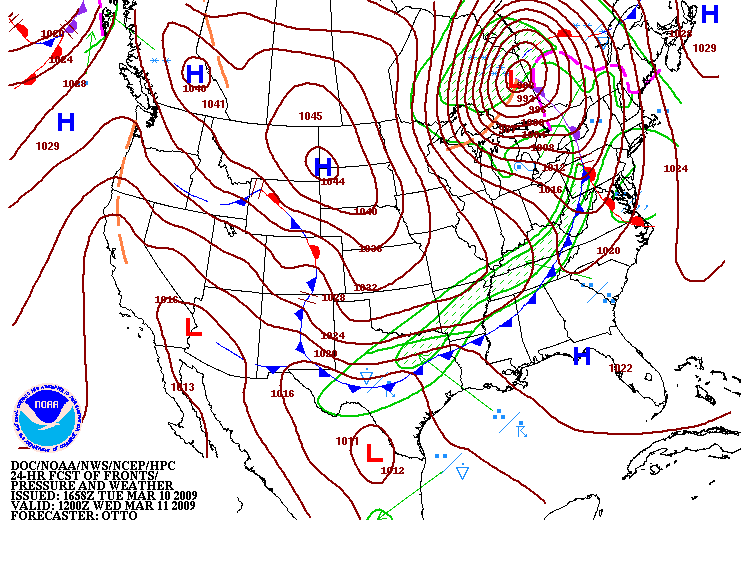 H
1028
1029
1020
1024
1028
H
1040
1041
L
992
996
1008
1012
1016
H
1029
1045
H
1044
1024
1040
1036
1020
1032
1016
1028
L
1024
1020
H
1022
1013
1016
NOAA
1011
L
1012
DOC/NOAA/NWS/NCEP/HPC
24-HR FCST OF FRONTS/
PRESSURE AND WEATHER
ISSUED: 1658Z TUE MAR 10 2009
VALID: 1200Z WED MAR 11 2009
FORECASTER: OTTO